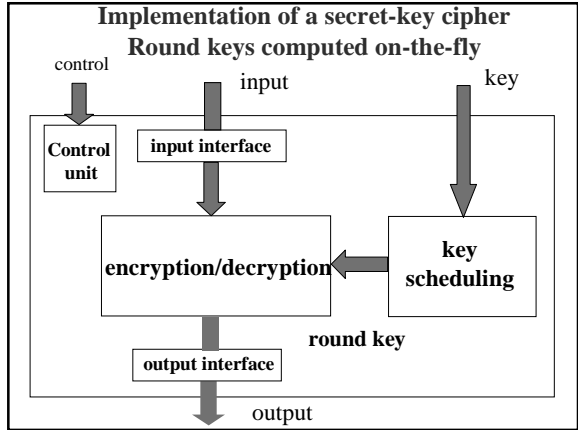 Implementation of a secret-key cipher
Round keys computed on-the-fly
control
input
key
Control
unit
input interface
encryption/decryption
key
scheduling
round key
output interface
output